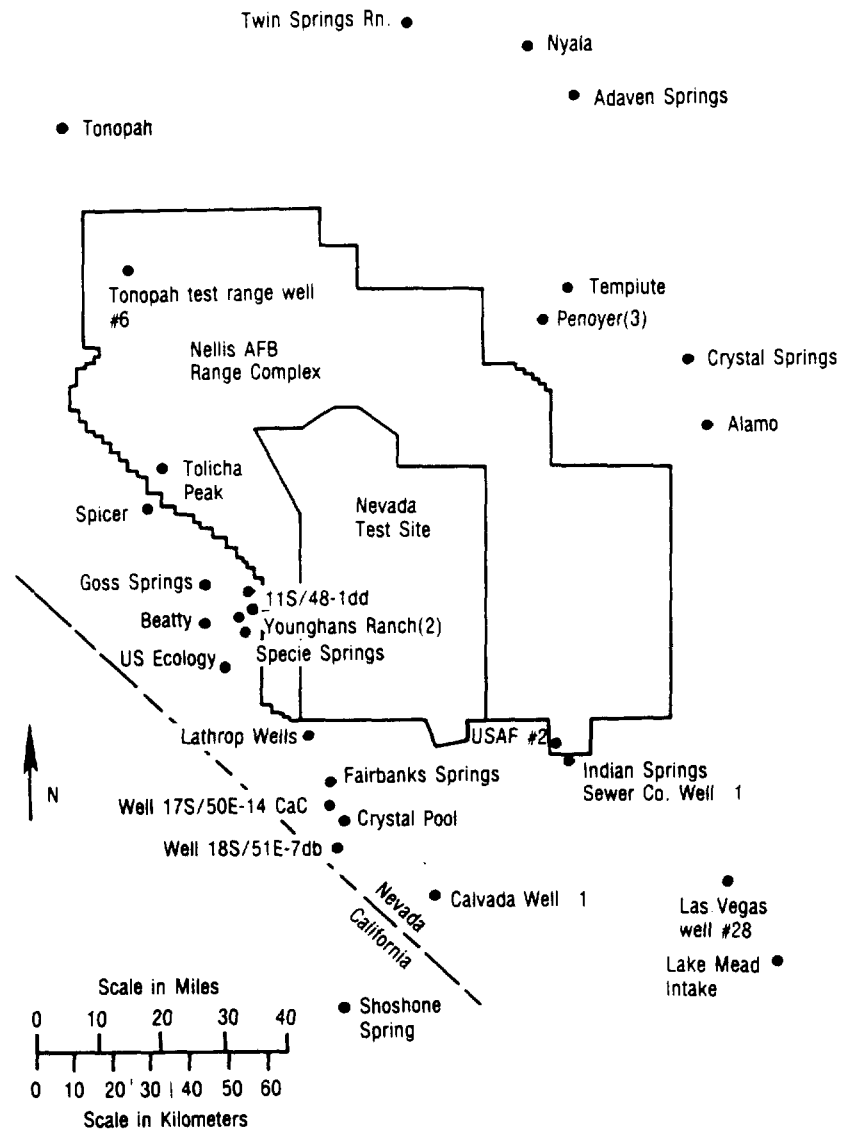 Twin Springs Rn.
Nyala
Adaven Springs
Tonopah
Tonopah test range well
#6
Tempiute
Penoyer(3)
Nellis AFB
Range Complex
Crystal Springs
Alamo
Tolicha
Peak
Spicer
Nevada
Test Site
Goss Springs
11S/48-1dd
Beatty
Younghans Ranch(2)
Specie Springs
US Ecology
Lathrop Wells
USAF #2
Indian Springs
Sewer Co. Well 1
N
Fairbanks Springs
Well 17S/50E-14 CaC
Crystal Pool
Well 18S/51E-7db
Nevada
California
Calvada Well 1
Las Vegas
well #28
Lake Mead
Intake
Shoshone
Spring
Scale in Miles
0 10 20 30 40
0 10 20 30 40 50 60
Scale in Kilometers